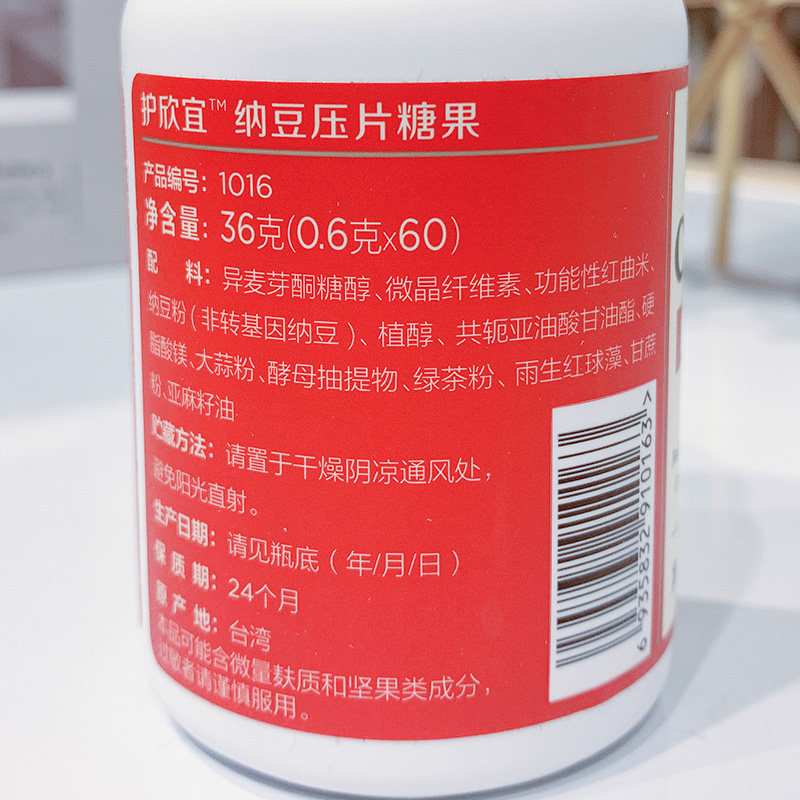 护欣宜™ 纳豆压片糖果
产品编号：1016
净含量：36克(0.6克x60)
配 料：异麦芽酮糖醇、微晶纤维素、功能性红曲米、
纳豆粉(非转基因纳豆)、植醇、共轭亚油酸甘油酯、硬
脂酸镁、大蒜粉、酵母抽提物、绿茶粉、雨生红球藻、甘蔗
粉、亚麻籽油
贮藏方法：请置于干燥阴凉通风处，
避免阳光直射。
生产日期：请见瓶底(年/月/日)
保 质 期：24个月
原 产 地：台湾
本品可能含微量麸质和坚果类成分，
过敏者请谨慎服用。
6 935832 910163 >